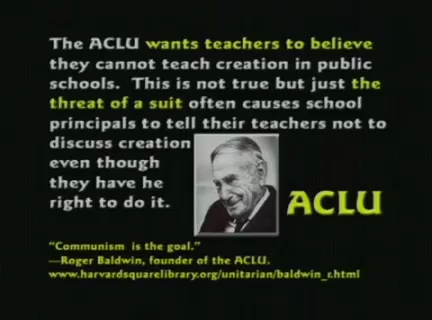 The ACLU wants teachers to believe
they cannot teach creation in public
schools.  This is not true but just the
threat of a suit often causes school
principals to tell their teachers not to
discuss creation
even though
they have he
right to do it.
ACLU
“Communism is the goal.”
—Roger Baldwin, founder of the ACLU.
www.harvardsquarelibrary.org/unitarian/baldwin_r.html